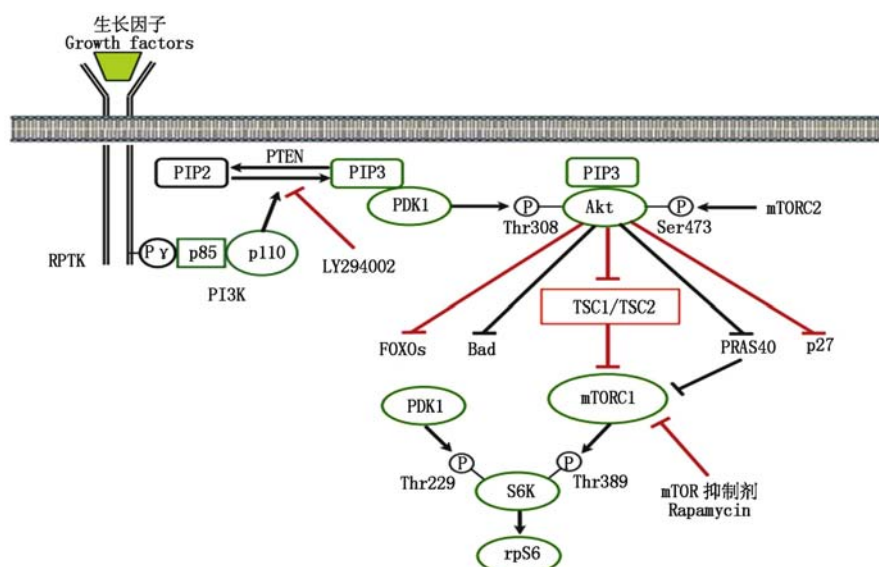 生长因子
Growth factors
PTEN
PIP2
PIP3
PIP3
PDK1
P
Akt
P
mTORC2
Thr308
Ser473
RPTK
P Y
p85
p110
LY294002
PI3K
TSC1/TSC2
FOXOs
Bad
PRAS40
p27
PDK1
mTORC1
P
P
Thr229
Thr389
S6K
mTOR 抑制剂
Rapamycin
rpS6